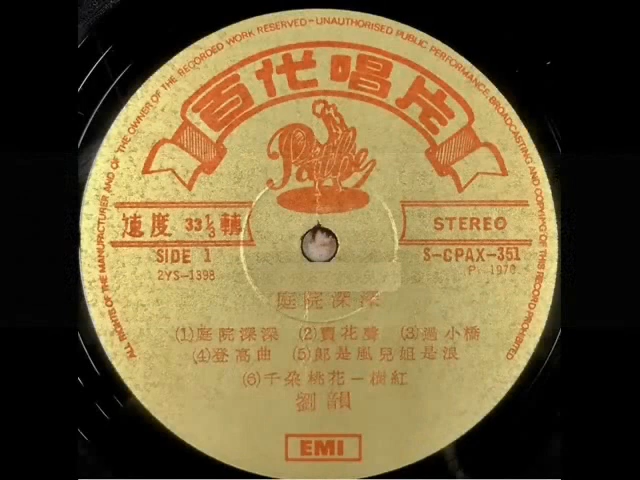 ALL RIGHTS OF THE MANUFACTURER AND OF THE OWNER OF THE RECORDED WORK RESERVED - UNAUTHORISED PUBLIC PERFORMANCE, BROADCASTING AND COPYING OF THIS RECORD PROHIBITED
百代唱片
Pathe
速度 33⅓ 轉
STEREO
SIDE 1
S-CPAX-351
2YS-1398
P. 1970
庭院深深
(1)庭院深深 (2)賣花聲 (3)過小橋
(4)登高曲 (5)郎是風兒姐是浪
(6)千朵桃花一樹紅
劉韻
EMI